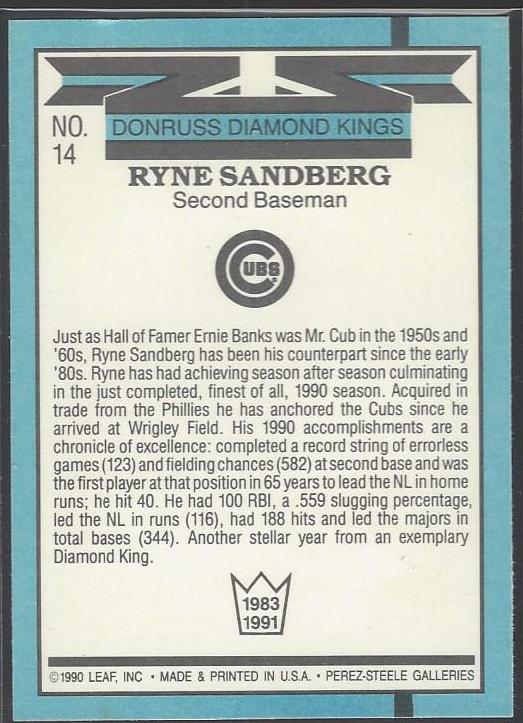 NO.
14
DONRUSS DIAMOND KINGS
RYNE SANDBERG
Second Baseman
CUBS
Just as Hall of Famer Ernie Banks was Mr. Cub in the 1950s and
'60s, Ryne Sandberg has been his counterpart since the early
'80s. Ryne has had achieving season after season culminating
in the just completed, finest of all, 1990 season. Acquired in
trade from the Phillies he has anchored the Cubs since he
arrived at Wrigley Field. His 1990 accomplishments are a
chronicle of excellence: completed a record string of errorless
games (123) and fielding chances (582) at second base and was
the first player at that position in 65 years to lead the NL in home
runs; he hit 40. He had 100 RBI, a .559 slugging percentage,
led the NL in runs (116), had 188 hits and led the majors in
total bases (344). Another stellar year from an exemplary
Diamond King.
1983
1991
©1990 LEAF, INC • MADE & PRINTED IN U.S.A. • PEREZ-STEELE GALLERIES